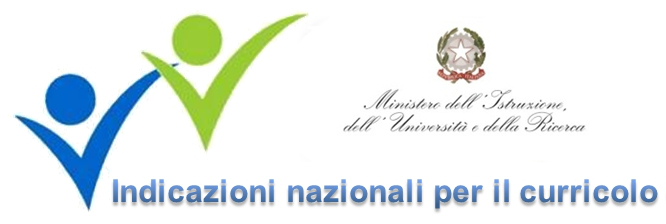 Ministero dell'Istruzione,
dell'Università e della Ricerca
Indicazioni nazionali per il curricolo